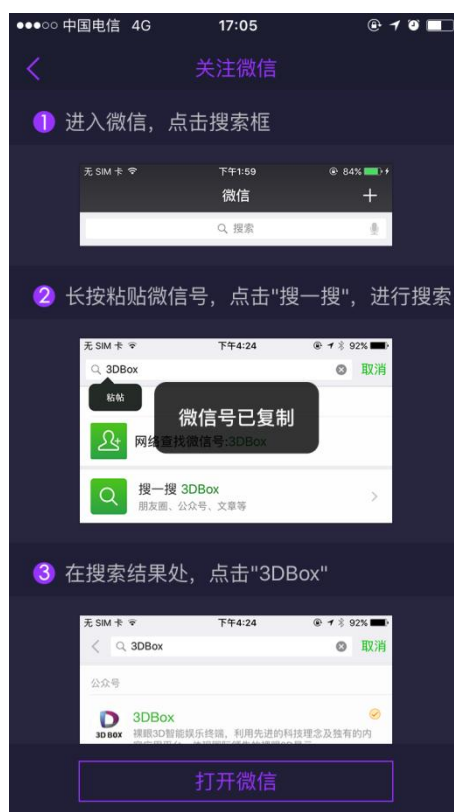 中国电信 4G 17:05
关注微信
1 进入微信，点击搜索框
无 SIM 卡 下午1:59 84%
微信
搜索
2 长按粘贴微信号，点击"搜一搜"，进行搜索
无 SIM 卡 下午4:24 92%
3DBox 取消
粘帖
微信号已复制
网络查找微信号:3DBox
搜一搜 3DBox
朋友圈、公众号、文章等
3 在搜索结果处，点击"3DBox"
无 SIM 卡 下午4:24 92%
3DBox 取消
公众号
3DBox
3D BOX 裸眼3D智能娱乐终端，利用先进的科技理念及独有的内
打开微信